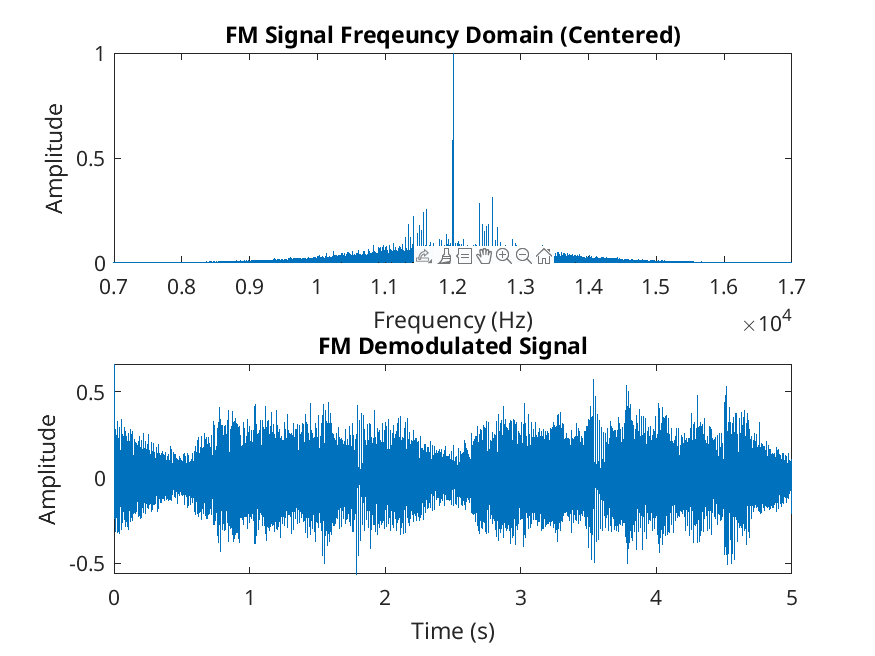 FM Signal Freqeuncy Domain (Centered)
Amplitude
1
0.5
0
0.7 0.8 0.9 1 1.1 1.2 1.3 1.4 1.5 1.6 1.7
Frequency (Hz)
×10⁴
FM Demodulated Signal
Amplitude
0.5
0
-0.5
0 1 2 3 4 5
Time (s)